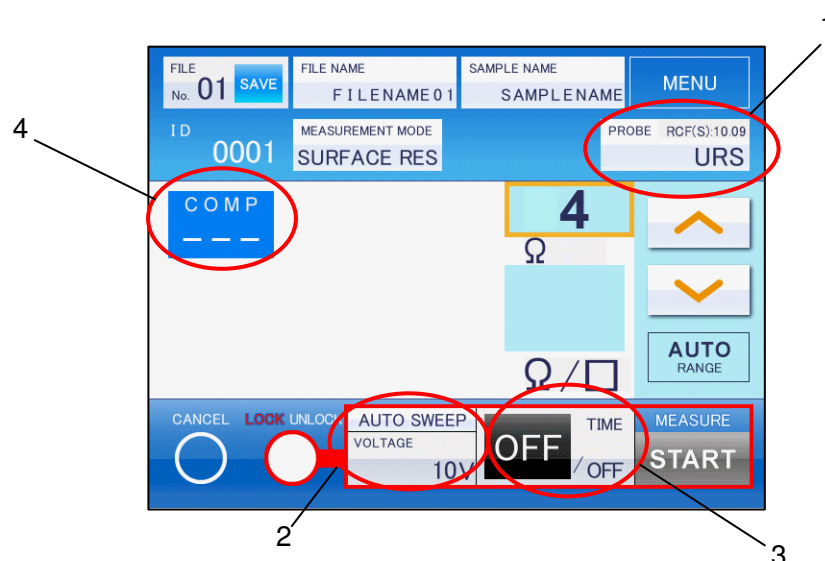 1
FILE
No. 01 SAVE
FILE NAME
FILENAME01
SAMPLE NAME
SAMPLENAME
MENU
4
ID
0001
MEASUREMENT MODE
SURFACE RES
PROBE RCF(S):10.09
URS
COMP
---
4
Ω
Ω/□
AUTO
RANGE
CANCEL LOCK UNLOCK
AUTO SWEEP
VOLTAGE
10V
OFF
TIME
/OFF
MEASURE
START
2
3